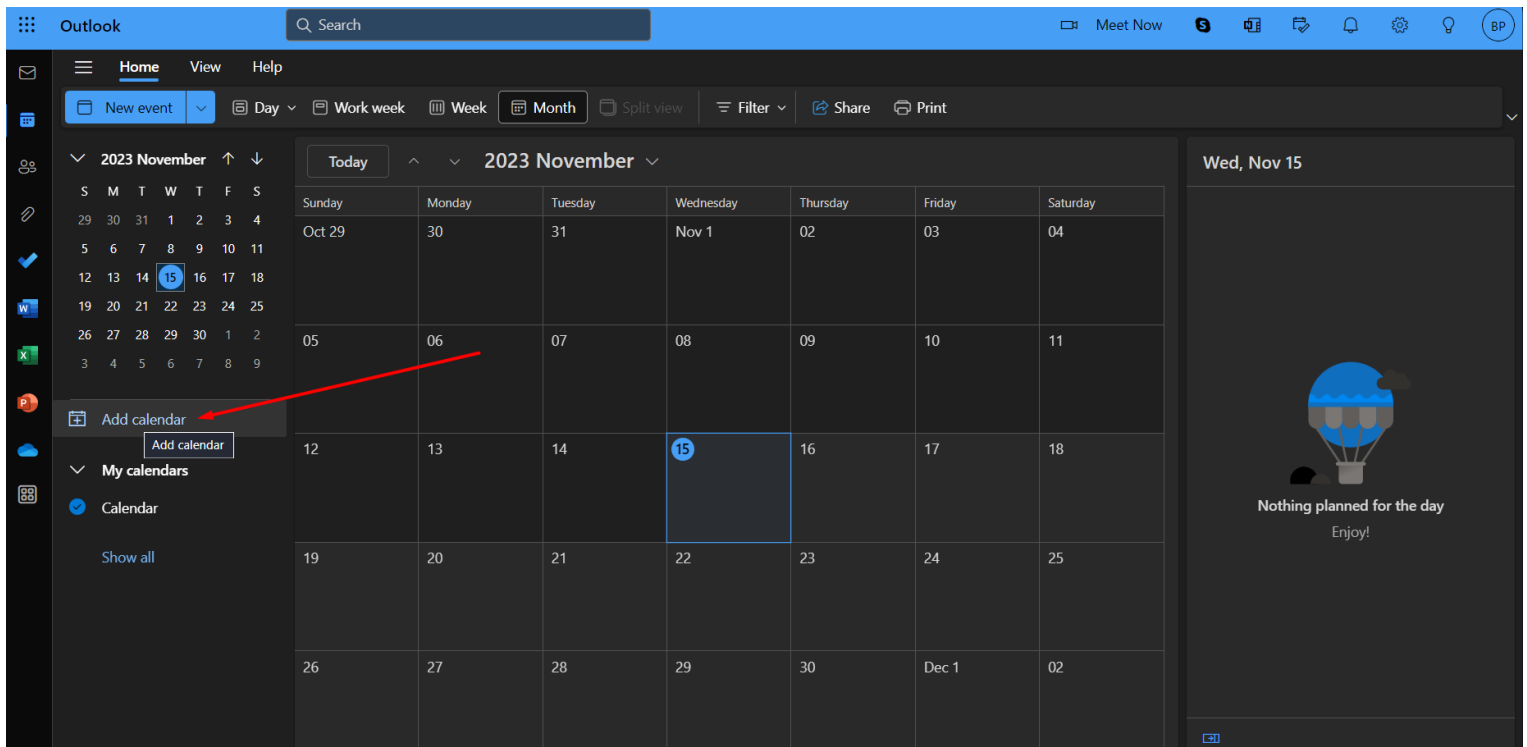 Outlook
Search
Meet Now
BP
Home View Help
New event Day Work week Week Month Split view Filter Share Print
2023 November
S M T W T F S
29 30 31 1 2 3 4
5 6 7 8 9 10 11
12 13 14 15 16 17 18
19 20 21 22 23 24 25
26 27 28 29 30 1 2
3 4 5 6 7 8 9
Add calendar
Add calendar
My calendars
Calendar
Show all
Today 2023 November
Sunday Monday Tuesday Wednesday Thursday Friday Saturday
Oct 29 30 31 Nov 1 02 03 04
05 06 07 08 09 10 11
12 13 14 15 16 17 18
19 20 21 22 23 24 25
26 27 28 29 30 Dec 1 02
Wed, Nov 15
Nothing planned for the day
Enjoy!